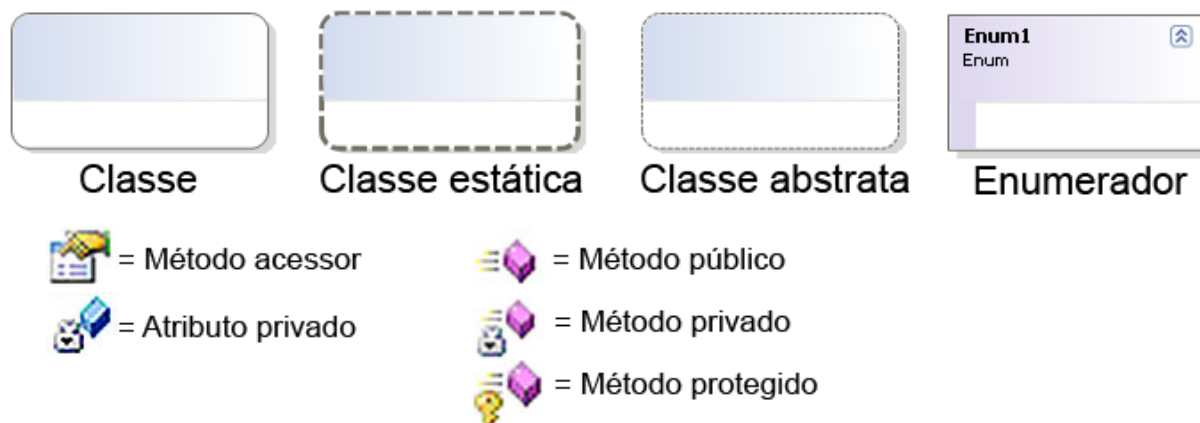 Enum1
Enum
Classe
Classe estática
Classe abstrata
Enumerador
= Método acessor
= Método público
= Atributo privado
= Método privado
= Método protegido